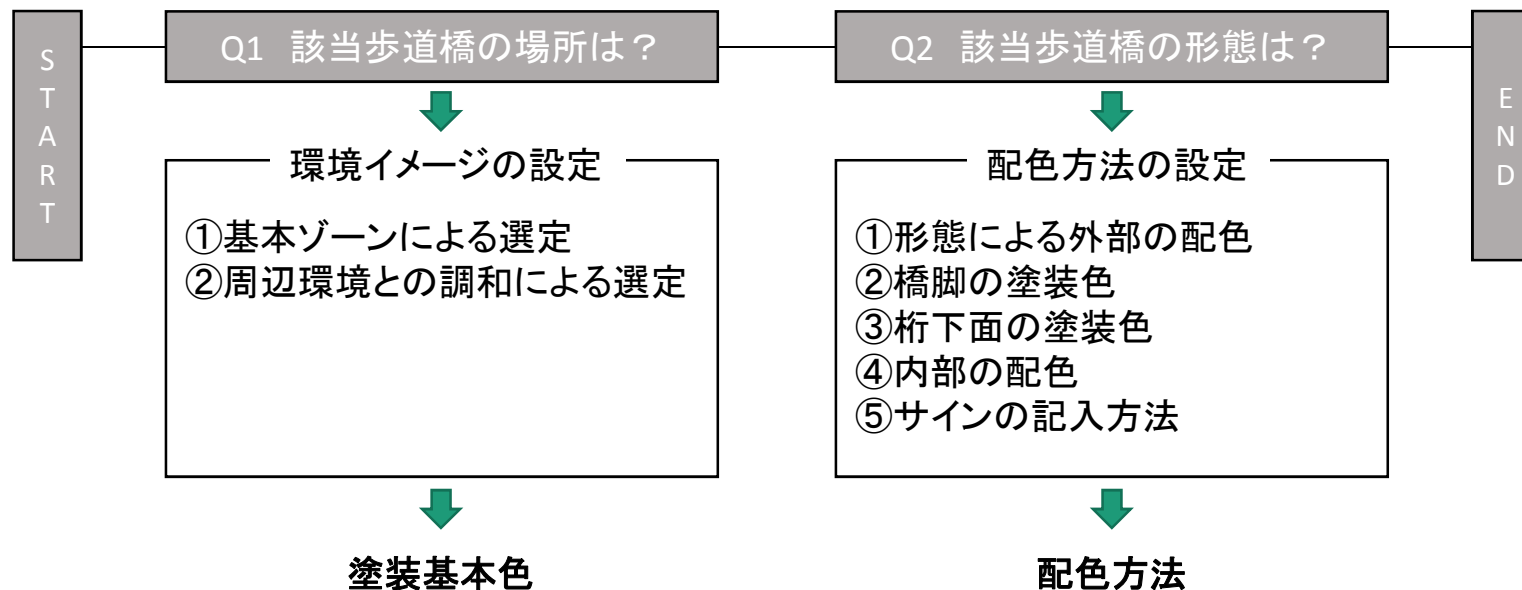 START
Q1 該当歩道橋の場所は？
環境イメージの設定
①基本ゾーンによる選定
②周辺環境との調和による選定
塗装基本色
Q2 該当歩道橋の形態は？
配色方法の設定
①形態による外部の配色
②橋脚の塗装色
③桁下面の塗装色
④内部の配色
⑤サインの記入方法
配色方法
END